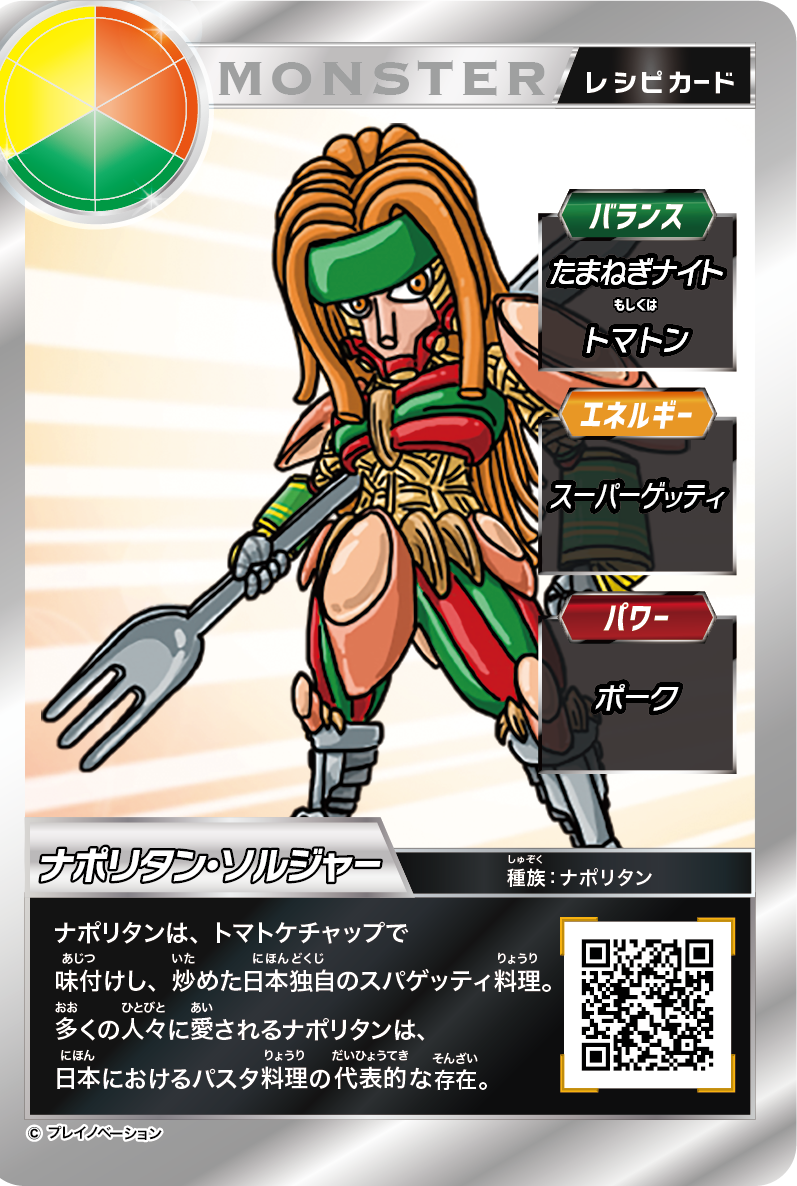 MONSTER
レシピカード
バランス
たまねぎナイト
もしくは
トマトン
エネルギー
スーパーゲッティ
パワー
ポーク
ナポリタン・ソルジャー
しゅぞく
種族：ナポリタン
ナポリタンは、トマトケチャップで
あじつ いた にほんどくじ りょうり
味付けし、炒めた日本独自のスパゲッティ料理。
おお ひとびと あい
多くの人々に愛されるナポリタンは、
にほん りょうり だいひょうてき そんざい
日本におけるパスタ料理の代表的な存在。
© プレイノベーション